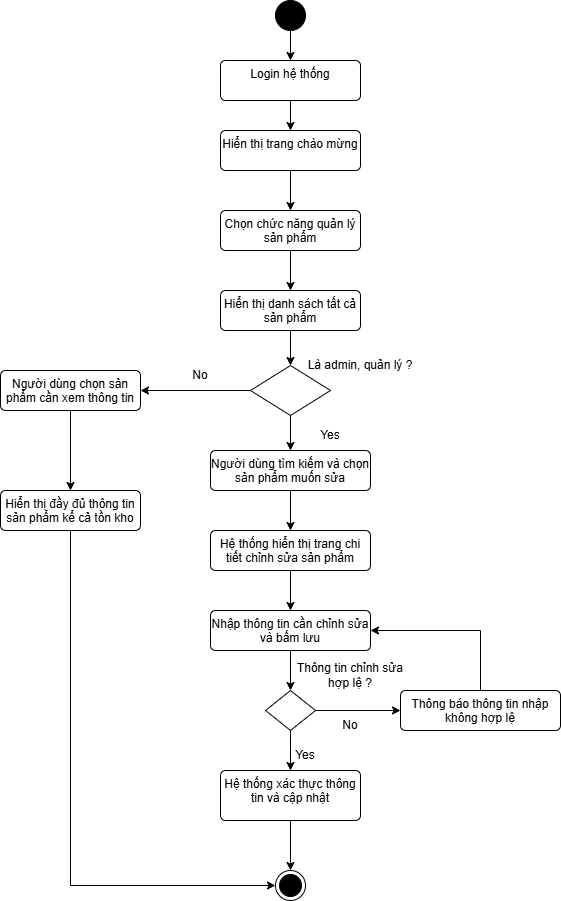 Login hệ thống
Hiển thị trang chào mừng
Chọn chức năng quản lý
sản phẩm
Hiển thị danh sách tất cả
sản phẩm
Là admin, quản lý ?
No
Người dùng chọn sản
phẩm cần xem thông tin
Yes
Người dùng tìm kiếm và chọn
sản phẩm muốn sửa
Hiển thị đầy đủ thông tin
sản phẩm kể cả tồn kho
Hệ thống hiển thị trang chi
tiết chỉnh sửa sản phẩm
Nhập thông tin cần chỉnh sửa
và bấm lưu
Thông tin chỉnh sửa
hợp lệ ?
No
Thông báo thông tin nhập
không hợp lệ
Yes
Hệ thống xác thực thông
tin và cập nhật